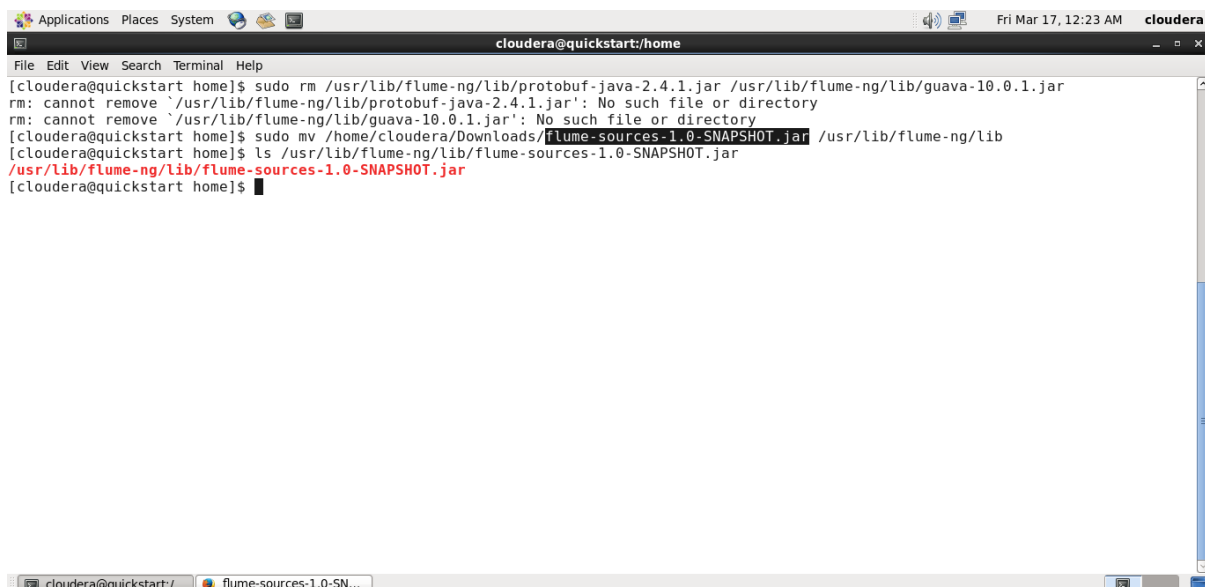 Applications Places System Fri Mar 17, 12:23 AM cloudera
cloudera@quickstart:/home
File Edit View Search Terminal Help
[cloudera@quickstart home]$ sudo rm /usr/lib/flume-ng/lib/protobuf-java-2.4.1.jar /usr/lib/flume-ng/lib/guava-10.0.1.jar
rm: cannot remove `/usr/lib/flume-ng/lib/protobuf-java-2.4.1.jar': No such file or directory
rm: cannot remove `/usr/lib/flume-ng/lib/guava-10.0.1.jar': No such file or directory
[cloudera@quickstart home]$ sudo mv /home/cloudera/Downloads/flume-sources-1.0-SNAPSHOT.jar /usr/lib/flume-ng/lib
[cloudera@quickstart home]$ ls /usr/lib/flume-ng/lib/flume-sources-1.0-SNAPSHOT.jar
/usr/lib/flume-ng/lib/flume-sources-1.0-SNAPSHOT.jar
[cloudera@quickstart home]$
cloudera@quickstart:/... flume-sources-1.0-SN...